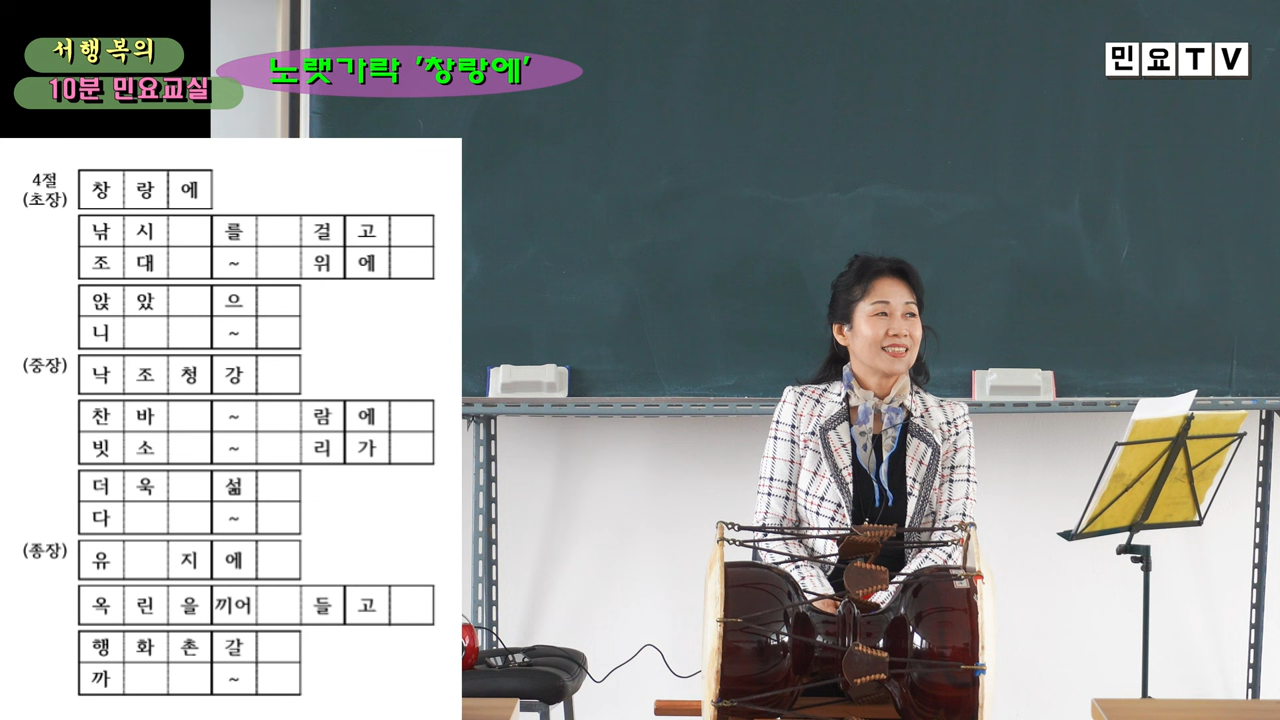 서행복의
10분 민요교실
노랫가락 '창랑에'
민요TV
4절
(초장)
창 랑 에
낚 시 를 걸 고
조 대 ~ 위 에
앉 았 으
니 ~
(중장)
낙 조 청 강
찬 바 ~ 람 에
빗 소 ~ 리 가
더 욱 섧
다 ~
(종장)
유 지 에
옥 린 을 끼어 들 고
행 화 촌 갈
까 ~